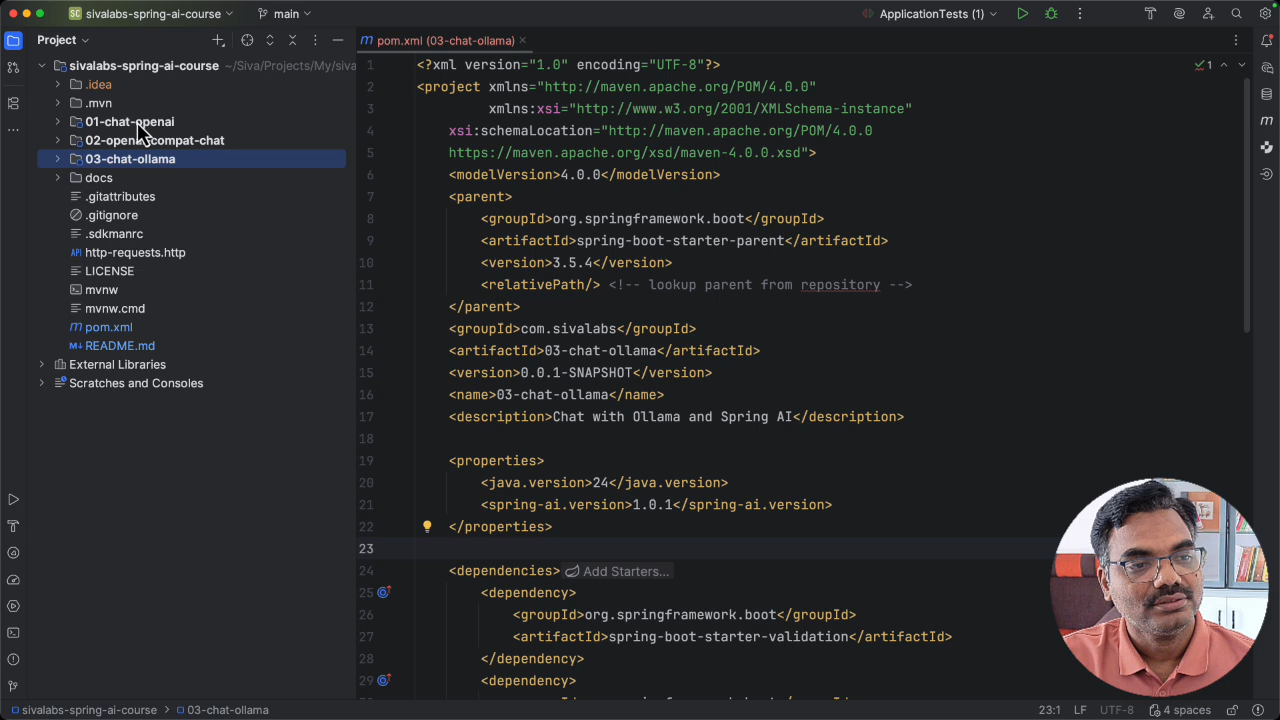 SC sivalabs-spring-ai-course
main
ApplicationTests (1)
Project
sivalabs-spring-ai-course ~/Siva/Projects/My/siva
.idea
.mvn
01-chat-openai
compat-chat
03-chat-ollama
docs
.gitattributes
.gitignore
.sdkmanrc
API http-requests.http
LICENSE
mvnw
mvnw.cmd
m pom.xml
M↓ README.md
External Libraries
Scratches and Consoles
m pom.xml (03-chat-ollama)
1
1 <?xml version="1.0" encoding="UTF-8"?>
2 <project xmlns="http://maven.apache.org/POM/4.0.0"
3 xmlns:xsi="http://www.w3.org/2001/XMLSchema-instance"
4 xsi:schemaLocation="http://maven.apache.org/POM/4.0.0
5 https://maven.apache.org/xsd/maven-4.0.0.xsd">
6 <modelVersion>4.0.0</modelVersion>
7 <parent>
8 <groupId>org.springframework.boot</groupId>
9 <artifactId>spring-boot-starter-parent</artifactId>
10 <version>3.5.4</version>
11 <relativePath/> <!-- lookup parent from repository -->
12 </parent>
13 <groupId>com.sivalabs</groupId>
14 <artifactId>03-chat-ollama</artifactId>
15 <version>0.0.1-SNAPSHOT</version>
16 <name>03-chat-ollama</name>
17 <description>Chat with Ollama and Spring AI</description>
18
19 <properties>
20 <java.version>24</java.version>
21 <spring-ai.version>1.0.1</spring-ai.version>
22 </properties>
23
24 <dependencies> Add Starters...
25 <dependency>
26 <groupId>org.springframework.boot</groupId>
27 <artifactId>spring-boot-starter-validation</artifactId>
28 </dependency>
29 <dependency>
sivalabs-spring-ai-course > 03-chat-ollama
23:1 LF UTF-8 4 spaces